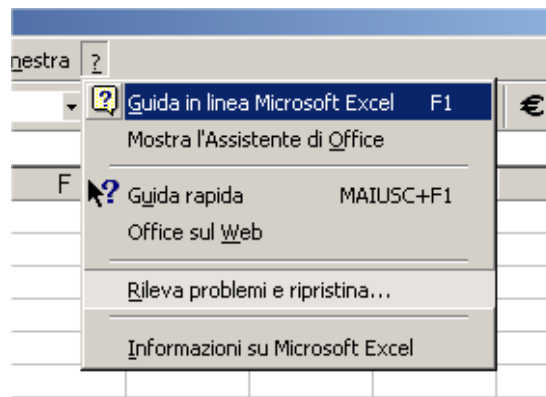 nestra ?
Guida in linea Microsoft Excel F1
€
Mostra l'Assistente di Office
F
Guida rapida MAIUSC+F1
Office sul Web
Rileva problemi e ripristina...
Informazioni su Microsoft Excel